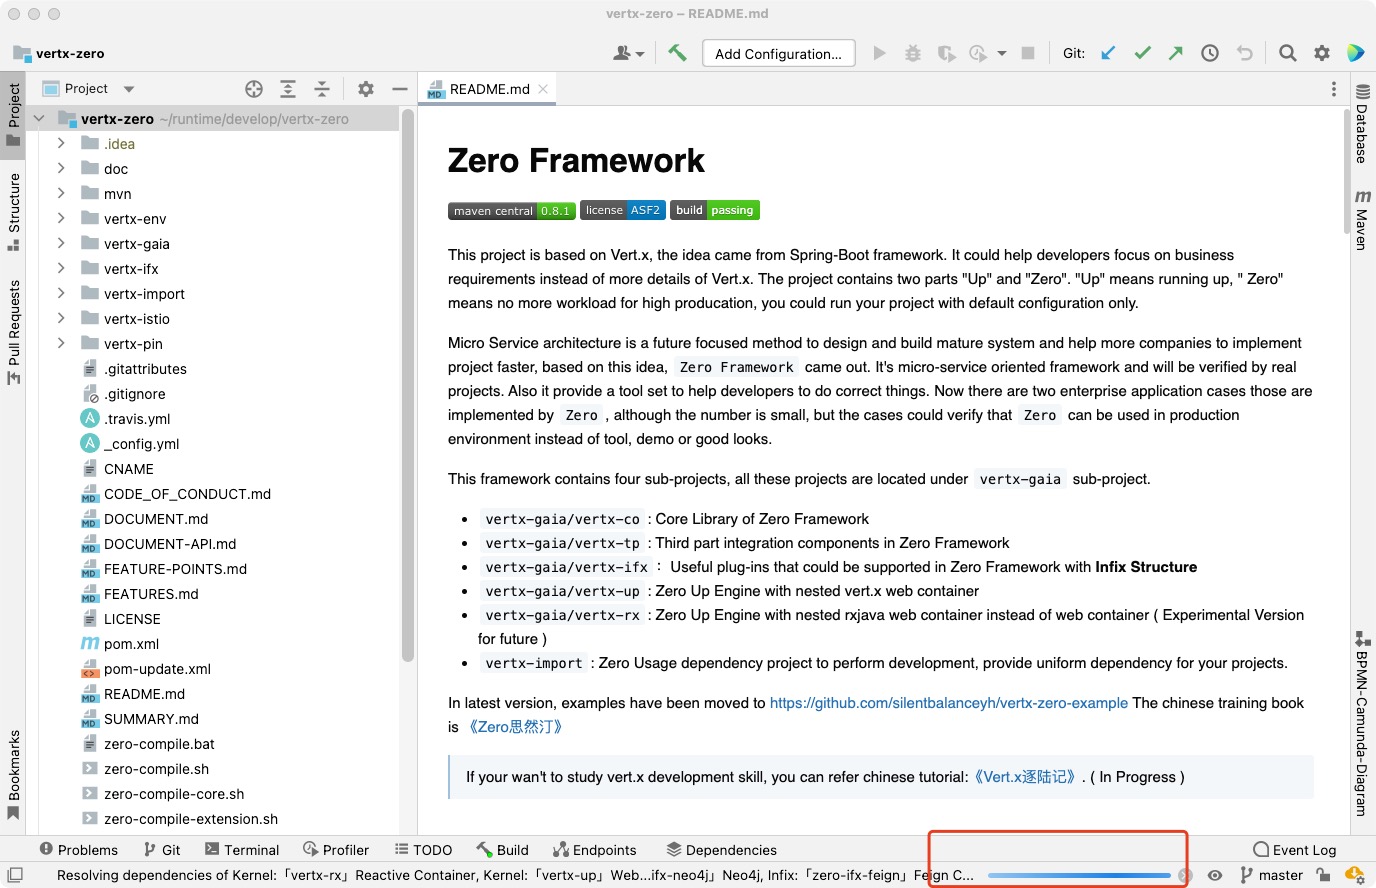 vertx-zero – README.md
vertx-zero
Add Configuration...
Git:
Project
README.md
Project
Structure
Pull Requests
Bookmarks
vertx-zero ~/runtime/develop/vertx-zero
.idea
doc
mvn
vertx-env
vertx-gaia
vertx-ifx
vertx-import
vertx-istio
vertx-pin
.gitattributes
.gitignore
.travis.yml
_config.yml
CNAME
CODE_OF_CONDUCT.md
DOCUMENT.md
DOCUMENT-API.md
FEATURE-POINTS.md
FEATURES.md
LICENSE
pom.xml
pom-update.xml
README.md
SUMMARY.md
zero-compile.bat
zero-compile.sh
zero-compile-core.sh
zero-compile-extension.sh
Zero Framework
maven central 0.8.1 license ASF2 build passing
This project is based on Vert.x, the idea came from Spring-Boot framework. It could help developers focus on business
requirements instead of more details of Vert.x. The project contains two parts "Up" and "Zero". "Up" means running up, " Zero"
means no more workload for high producation, you could run your project with default configuration only.
Micro Service architecture is a future focused method to design and build mature system and help more companies to implement
project faster, based on this idea, Zero Framework came out. It's micro-service oriented framework and will be verified by real
projects. Also it provide a tool set to help developers to do correct things. Now there are two enterprise application cases those are
implemented by Zero , although the number is small, but the cases could verify that Zero can be used in production
environment instead of tool, demo or good looks.
This framework contains four sub-projects, all these projects are located under vertx-gaia sub-project.
• vertx-gaia/vertx-co : Core Library of Zero Framework
• vertx-gaia/vertx-tp : Third part integration components in Zero Framework
• vertx-gaia/vertx-ifx ： Useful plug-ins that could be supported in Zero Framework with Infix Structure
• vertx-gaia/vertx-up : Zero Up Engine with nested vert.x web container
• vertx-gaia/vertx-rx : Zero Up Engine with nested rxjava web container instead of web container ( Experimental Version
for future )
• vertx-import : Zero Usage dependency project to perform development, provide uniform dependency for your projects.
In latest version, examples have been moved to https://github.com/silentbalanceyh/vertx-zero-example The chinese training book
is 《Zero思然汀》
If your wan't to study vert.x development skill, you can refer chinese tutorial:《Vert.x逐陆记》. ( In Progress )
Database
m Maven
BPMN-Camunda-Diagram
Problems Git Terminal Profiler TODO Build Endpoints Dependencies Event Log
Resolving dependencies of Kernel:「vertx-rx」Reactive Container, Kernel:「vertx-up」Web...ifx-neo4j」Neo4j, Infix:「zero-ifx-feign」Feign C... master